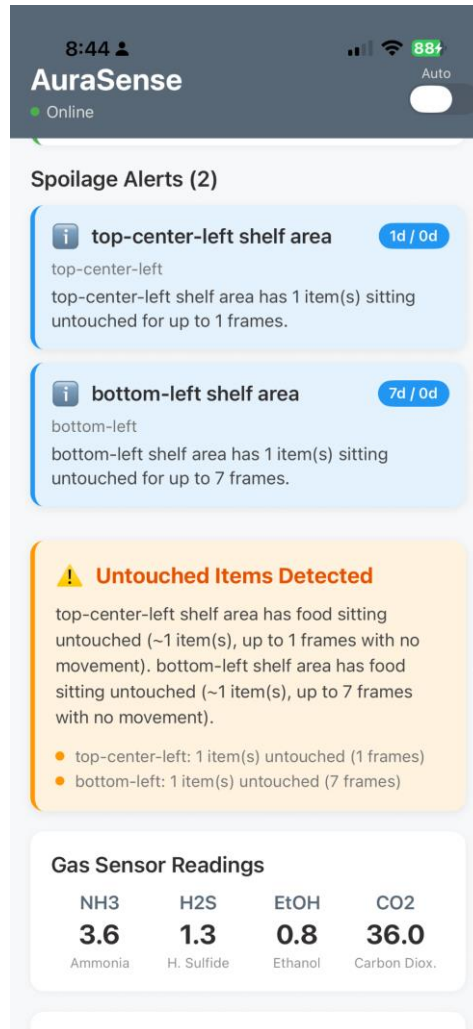 8:44
88
AuraSense
Auto
Online
Spoilage Alerts (2)
top-center-left shelf area
1d / 0d
top-center-left
top-center-left shelf area has 1 item(s) sitting
untouched for up to 1 frames.
bottom-left shelf area
7d / 0d
bottom-left
bottom-left shelf area has 1 item(s) sitting
untouched for up to 7 frames.
Untouched Items Detected
top-center-left shelf area has food sitting
untouched (~1 item(s), up to 1 frames with no
movement). bottom-left shelf area has food
sitting untouched (~1 item(s), up to 7 frames
with no movement).
top-center-left: 1 item(s) untouched (1 frames)
bottom-left: 1 item(s) untouched (7 frames)
Gas Sensor Readings
NH3 H2S EtOH CO2
3.6 1.3 0.8 36.0
Ammonia H. Sulfide Ethanol Carbon Diox.